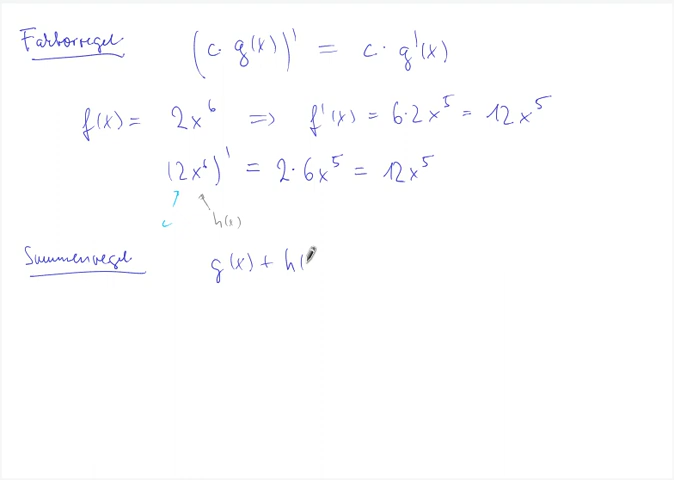 Faktorregel (c · g(x))' = c · g'(x)
f(x) = 2x⁶ => f'(x) = 6·2x⁵ = 12x⁵
(2x⁶)' = 2·6x⁵ = 12x⁵
c h(x)
Summenregel g(x) + h(